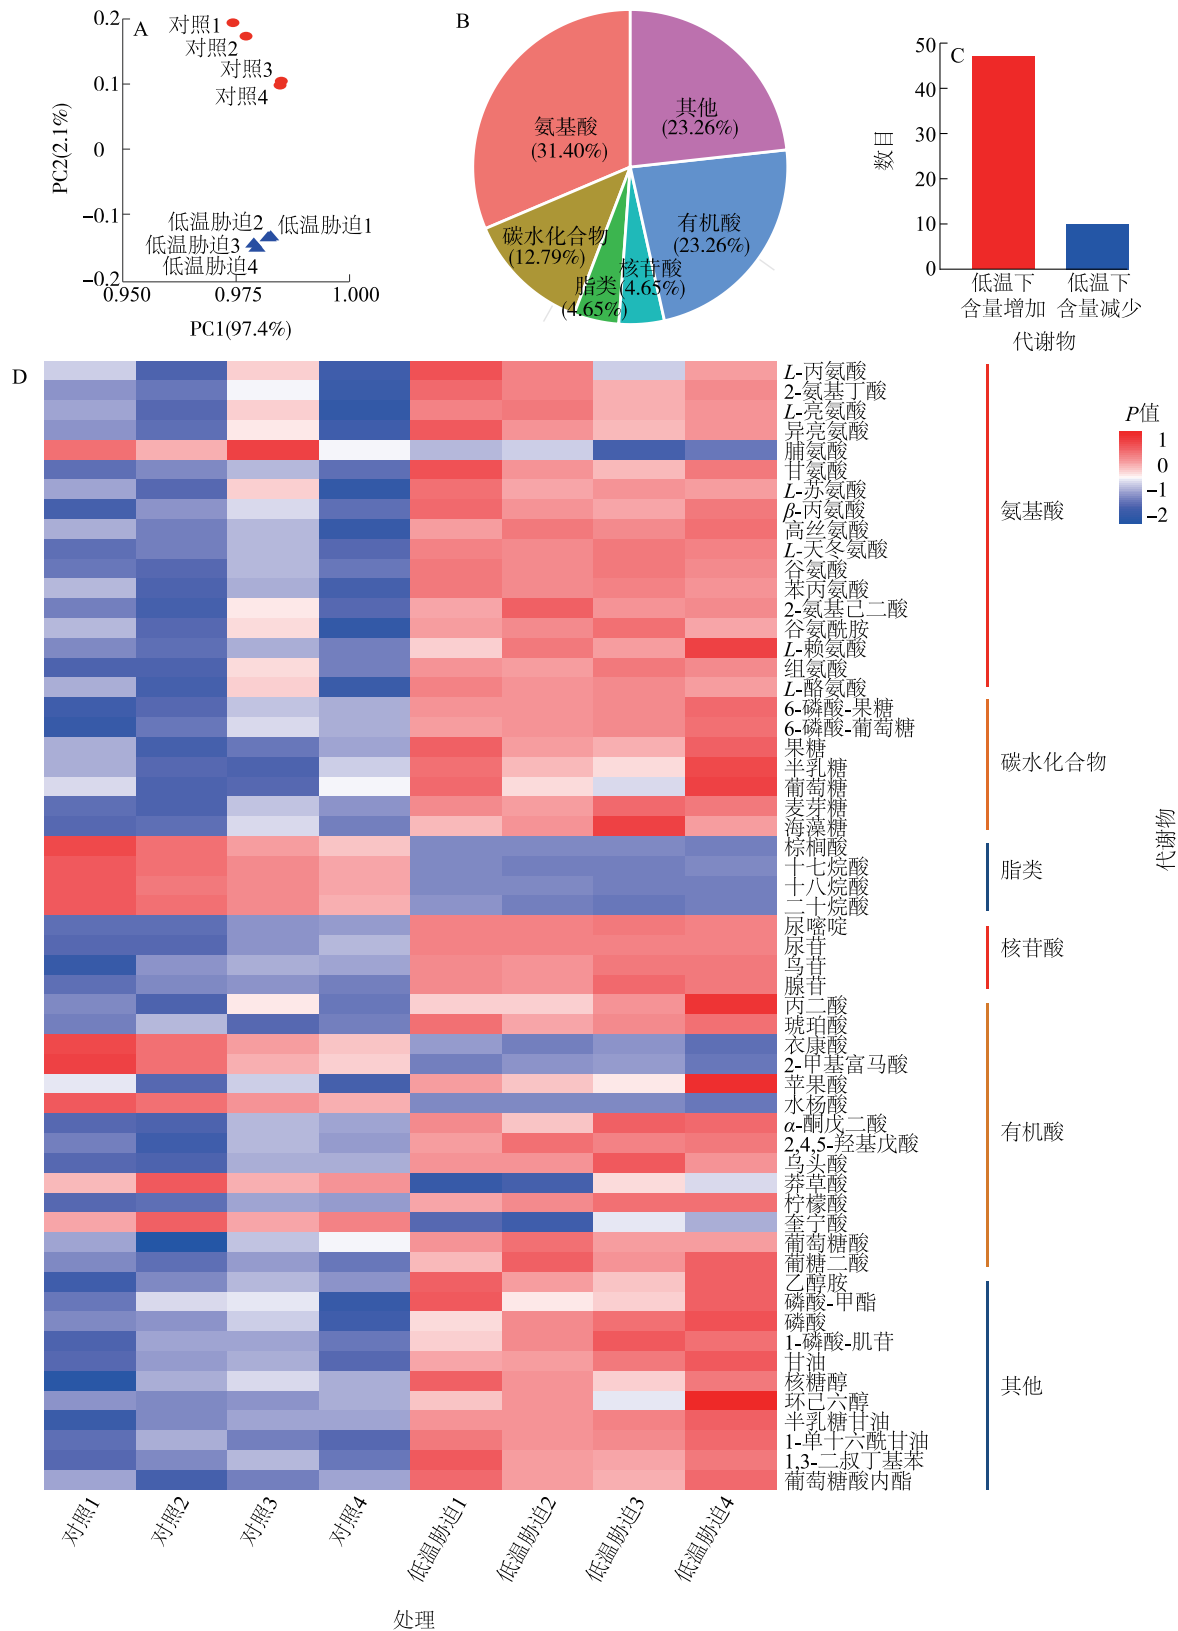 A
0.2
0.1
0
−0.1
−0.2
PC2(2.1%)
对照1
对照2
对照3
对照4
低温胁迫2
低温胁迫1
低温胁迫3
低温胁迫4
0.950
0.975
1.000
PC1(97.4%)
B
氨基酸
(31.40%)
其他
(23.26%)
有机酸
(23.26%)
核苷酸
(4.65%)
脂类
(4.65%)
碳水化合物
(12.79%)
C
50
40
30
20
10
0
数目
低温下
含量增加
低温下
含量减少
代谢物
D
L-丙氨酸
2-氨基丁酸
L-亮氨酸
异亮氨酸
脯氨酸
甘氨酸
L-苏氨酸
β-丙氨酸
高丝氨酸
L-天冬氨酸
谷氨酸
苯丙氨酸
2-氨基己二酸
谷氨酰胺
L-赖氨酸
组氨酸
L-酪氨酸
6-磷酸-果糖
6-磷酸-葡萄糖
果糖
半乳糖
葡萄糖
麦芽糖
海藻糖
棕榈酸
十七烷酸
十八烷酸
二十烷酸
尿嘧啶
尿苷
鸟苷
腺苷
丙二酸
琥珀酸
衣康酸
2-甲基富马酸
苹果酸
水杨酸
α-酮戊二酸
2,4,5-羟基戊酸
乌头酸
莽草酸
柠檬酸
奎宁酸
葡萄糖酸
葡糖二酸
乙醇胺
磷酸-甲酯
磷酸
1-磷酸-肌苷
甘油
核糖醇
环己六醇
半乳糖甘油
1-单十六酰甘油
1,3-二叔丁基苯
葡萄糖酸内酯
氨基酸
碳水化合物
脂类
核苷酸
有机酸
其他
P值
1
0
−1
−2
代谢物
对照1
对照2
对照3
对照4
低温胁迫1
低温胁迫2
低温胁迫3
低温胁迫4
处理